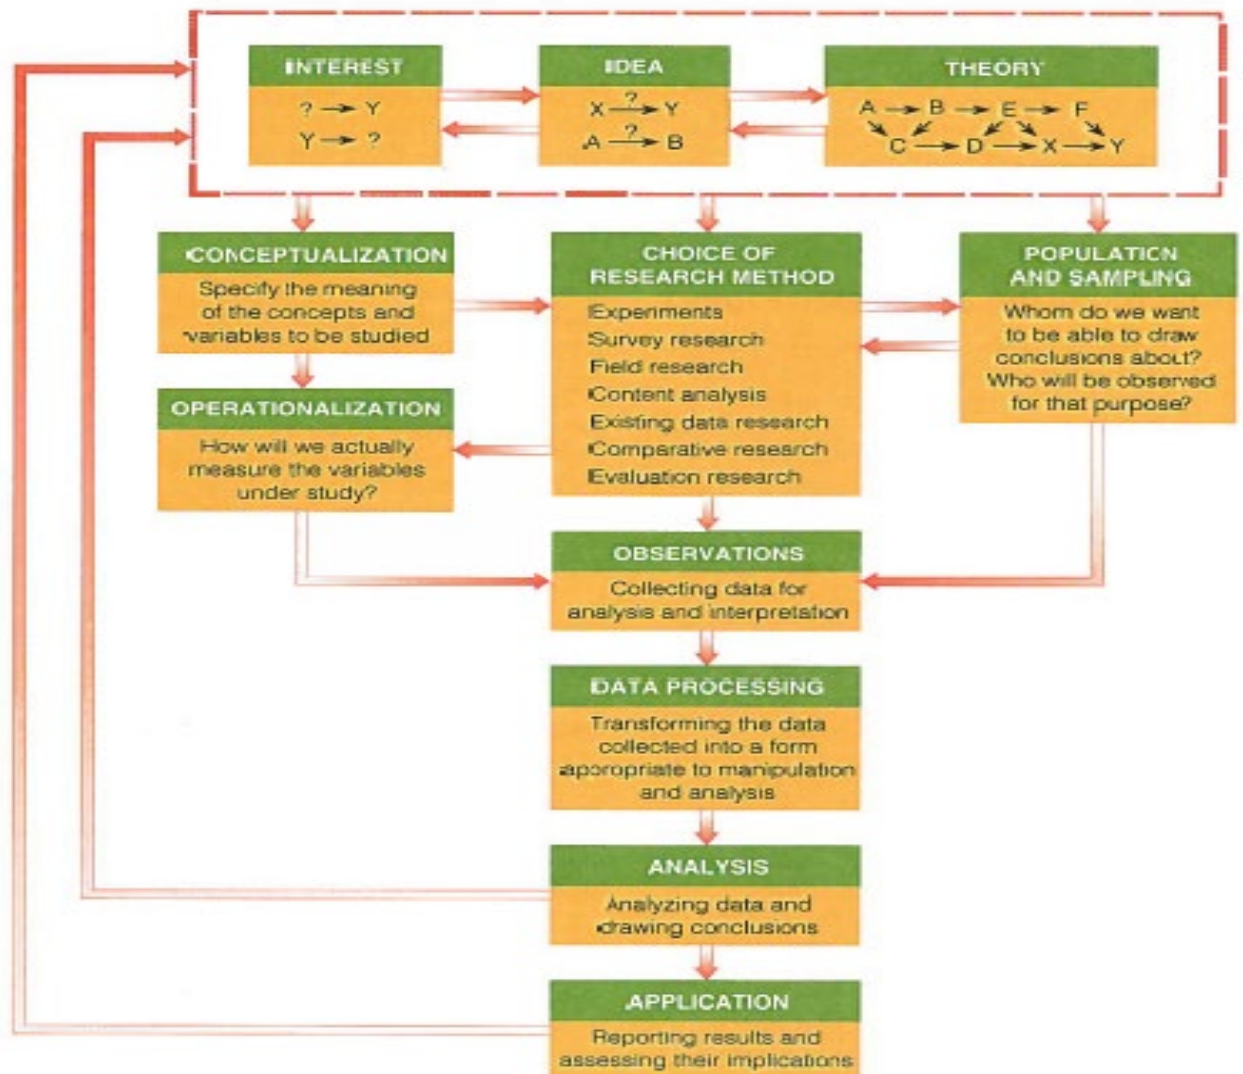 INTEREST
? → Y
Y → ?
IDEA
X ? → Y
A ? → B
THEORY
A → B → E → F
C → D → X → Y
CONCEPTUALIZATION
Specify the meaning
of the concepts and
variables to be studied
CHOICE OF
RESEARCH METHOD
Experiments
Survey research
Field research
Content analysis
Existing data research
Comparative research
Evaluation research
POPULATION
AND SAMPLING
Whom do we want
to be able to draw
conclusions about?
Who will be observed
for that purpose?
OPERATIONALIZATION
How will we actually
measure the variables
under study?
OBSERVATIONS
Collecting data for
analysis and interpretation
DATA PROCESSING
Transforming the data
collected into a form
appropriate to manipulation
and analysis
ANALYSIS
Analyzing data and
drawing conclusions
APPLICATION
Reporting results and
assessing their implications